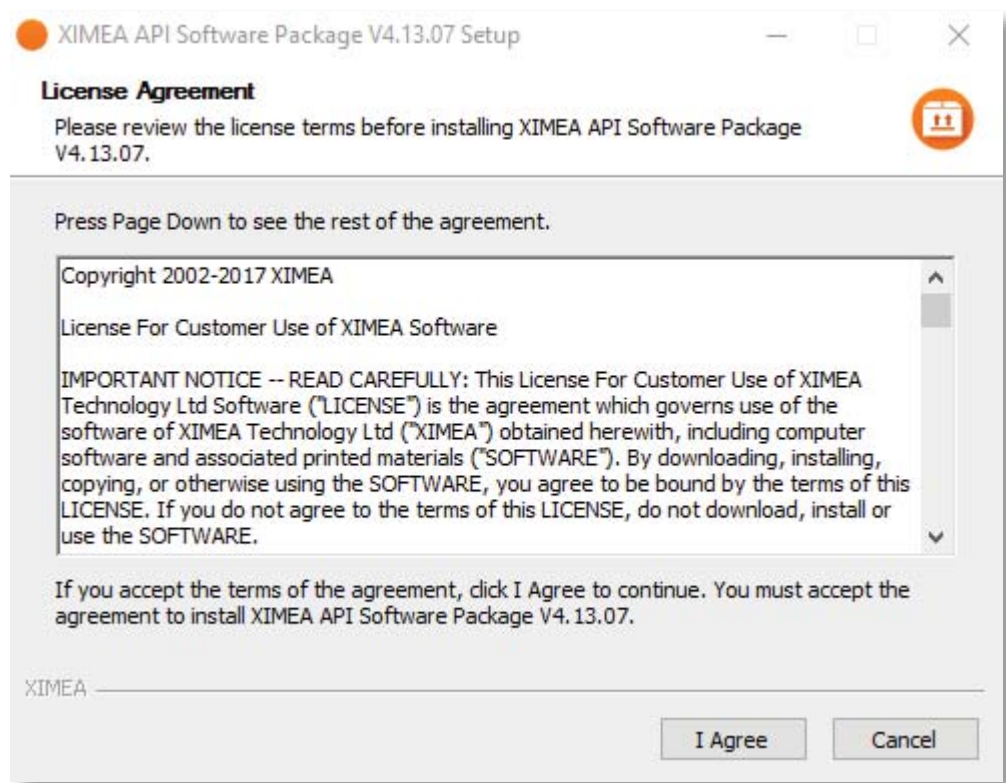 XIMEA API Software Package V4.13.07 Setup
License Agreement
Please review the license terms before installing XIMEA API Software Package
V4.13.07.
Press Page Down to see the rest of the agreement.
Copyright 2002-2017 XIMEA
License For Customer Use of XIMEA Software
IMPORTANT NOTICE -- READ CAREFULLY: This License For Customer Use of XIMEA
Technology Ltd Software ("LICENSE") is the agreement which governs use of the
software of XIMEA Technology Ltd ("XIMEA") obtained herewith, including computer
software and associated printed materials ("SOFTWARE"). By downloading, installing,
copying, or otherwise using the SOFTWARE, you agree to be bound by the terms of this
LICENSE. If you do not agree to the terms of this LICENSE, do not download, install or
use the SOFTWARE.
If you accept the terms of the agreement, click I Agree to continue. You must accept the
agreement to install XIMEA API Software Package V4.13.07.
XIMEA
I Agree
Cancel